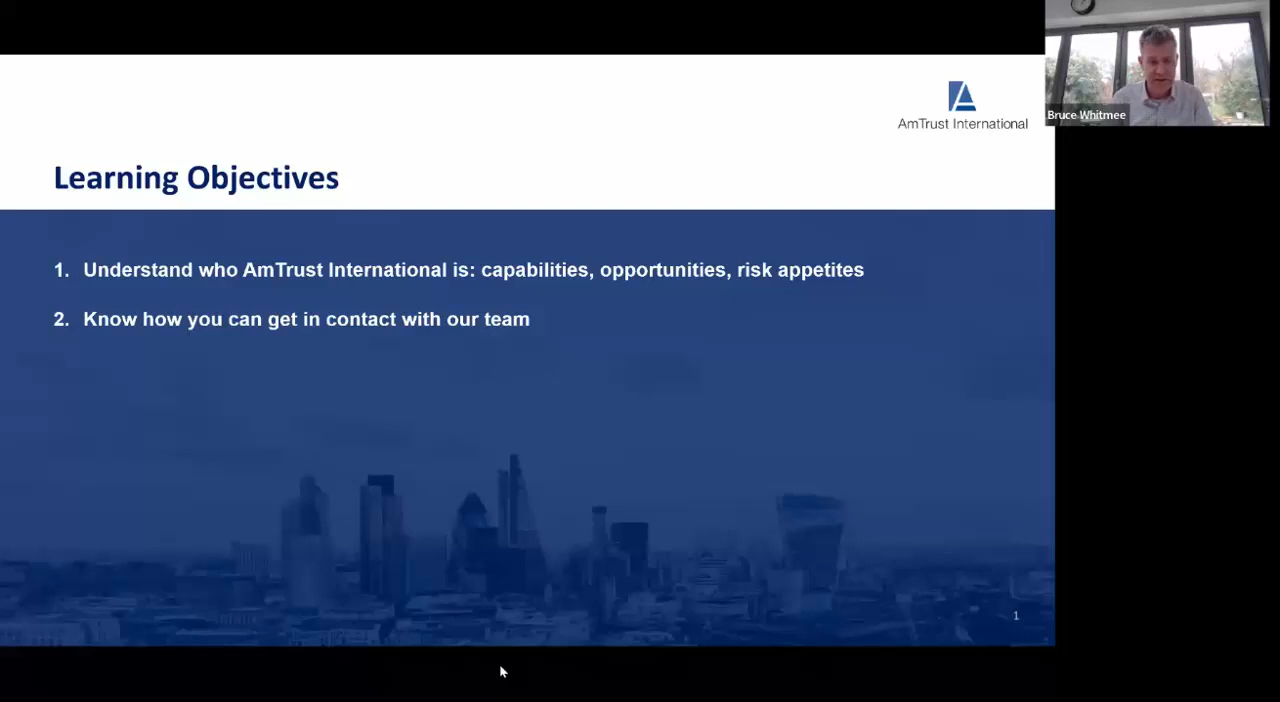 AmTrust International
Bruce Whitmee
Learning Objectives
1. Understand who AmTrust International is: capabilities, opportunities, risk appetites
2. Know how you can get in contact with our team
1